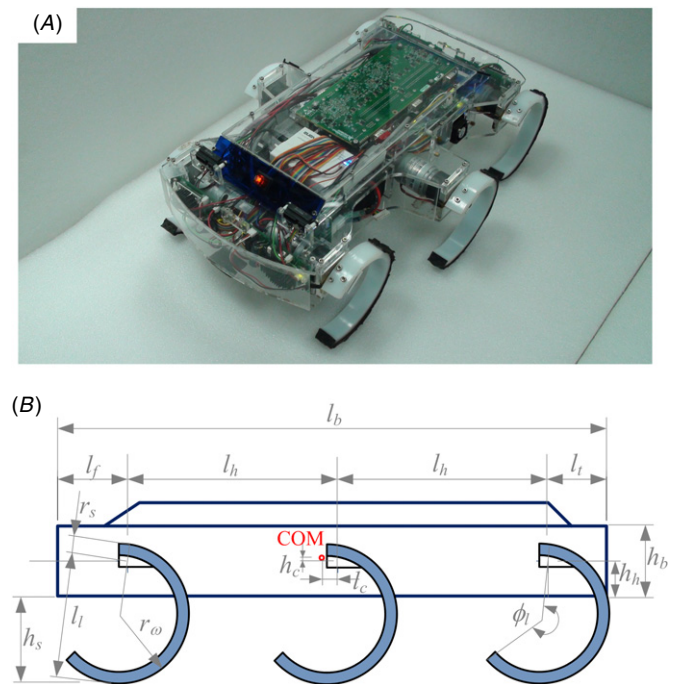 (A)
(B)
l_b
l_f l_h l_h l_t
r_s
COM
h_c l_c
h_h h_b
l_l
r_ω
ϕ_l
h_s